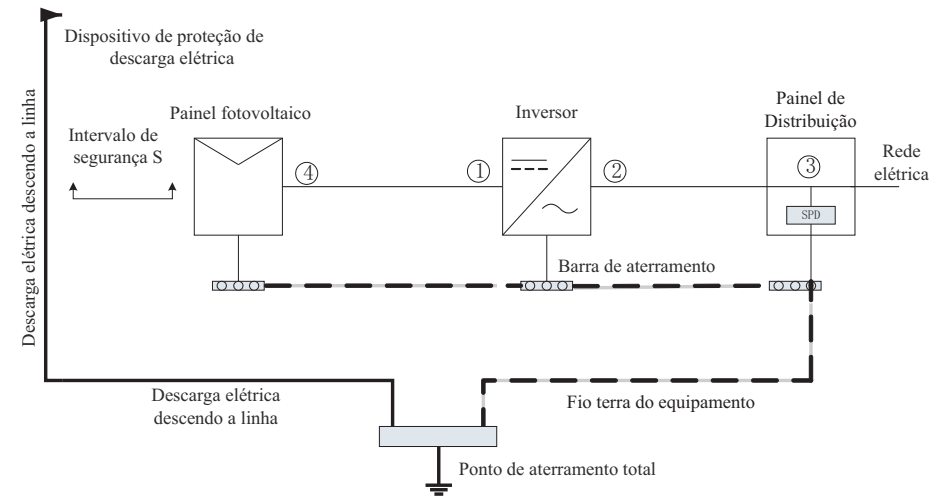 Dispositivo de proteção de
descarga elétrica
Descarga elétrica descendo a linha
Intervalo de
segurança S
Painel fotovoltaico
Inversor
Painel de
Distribuição
Rede
elétrica
④
①
②
③
SPD
Barra de aterramento
Descarga elétrica
descendo a linha
Fio terra do equipamento
Ponto de aterramento total